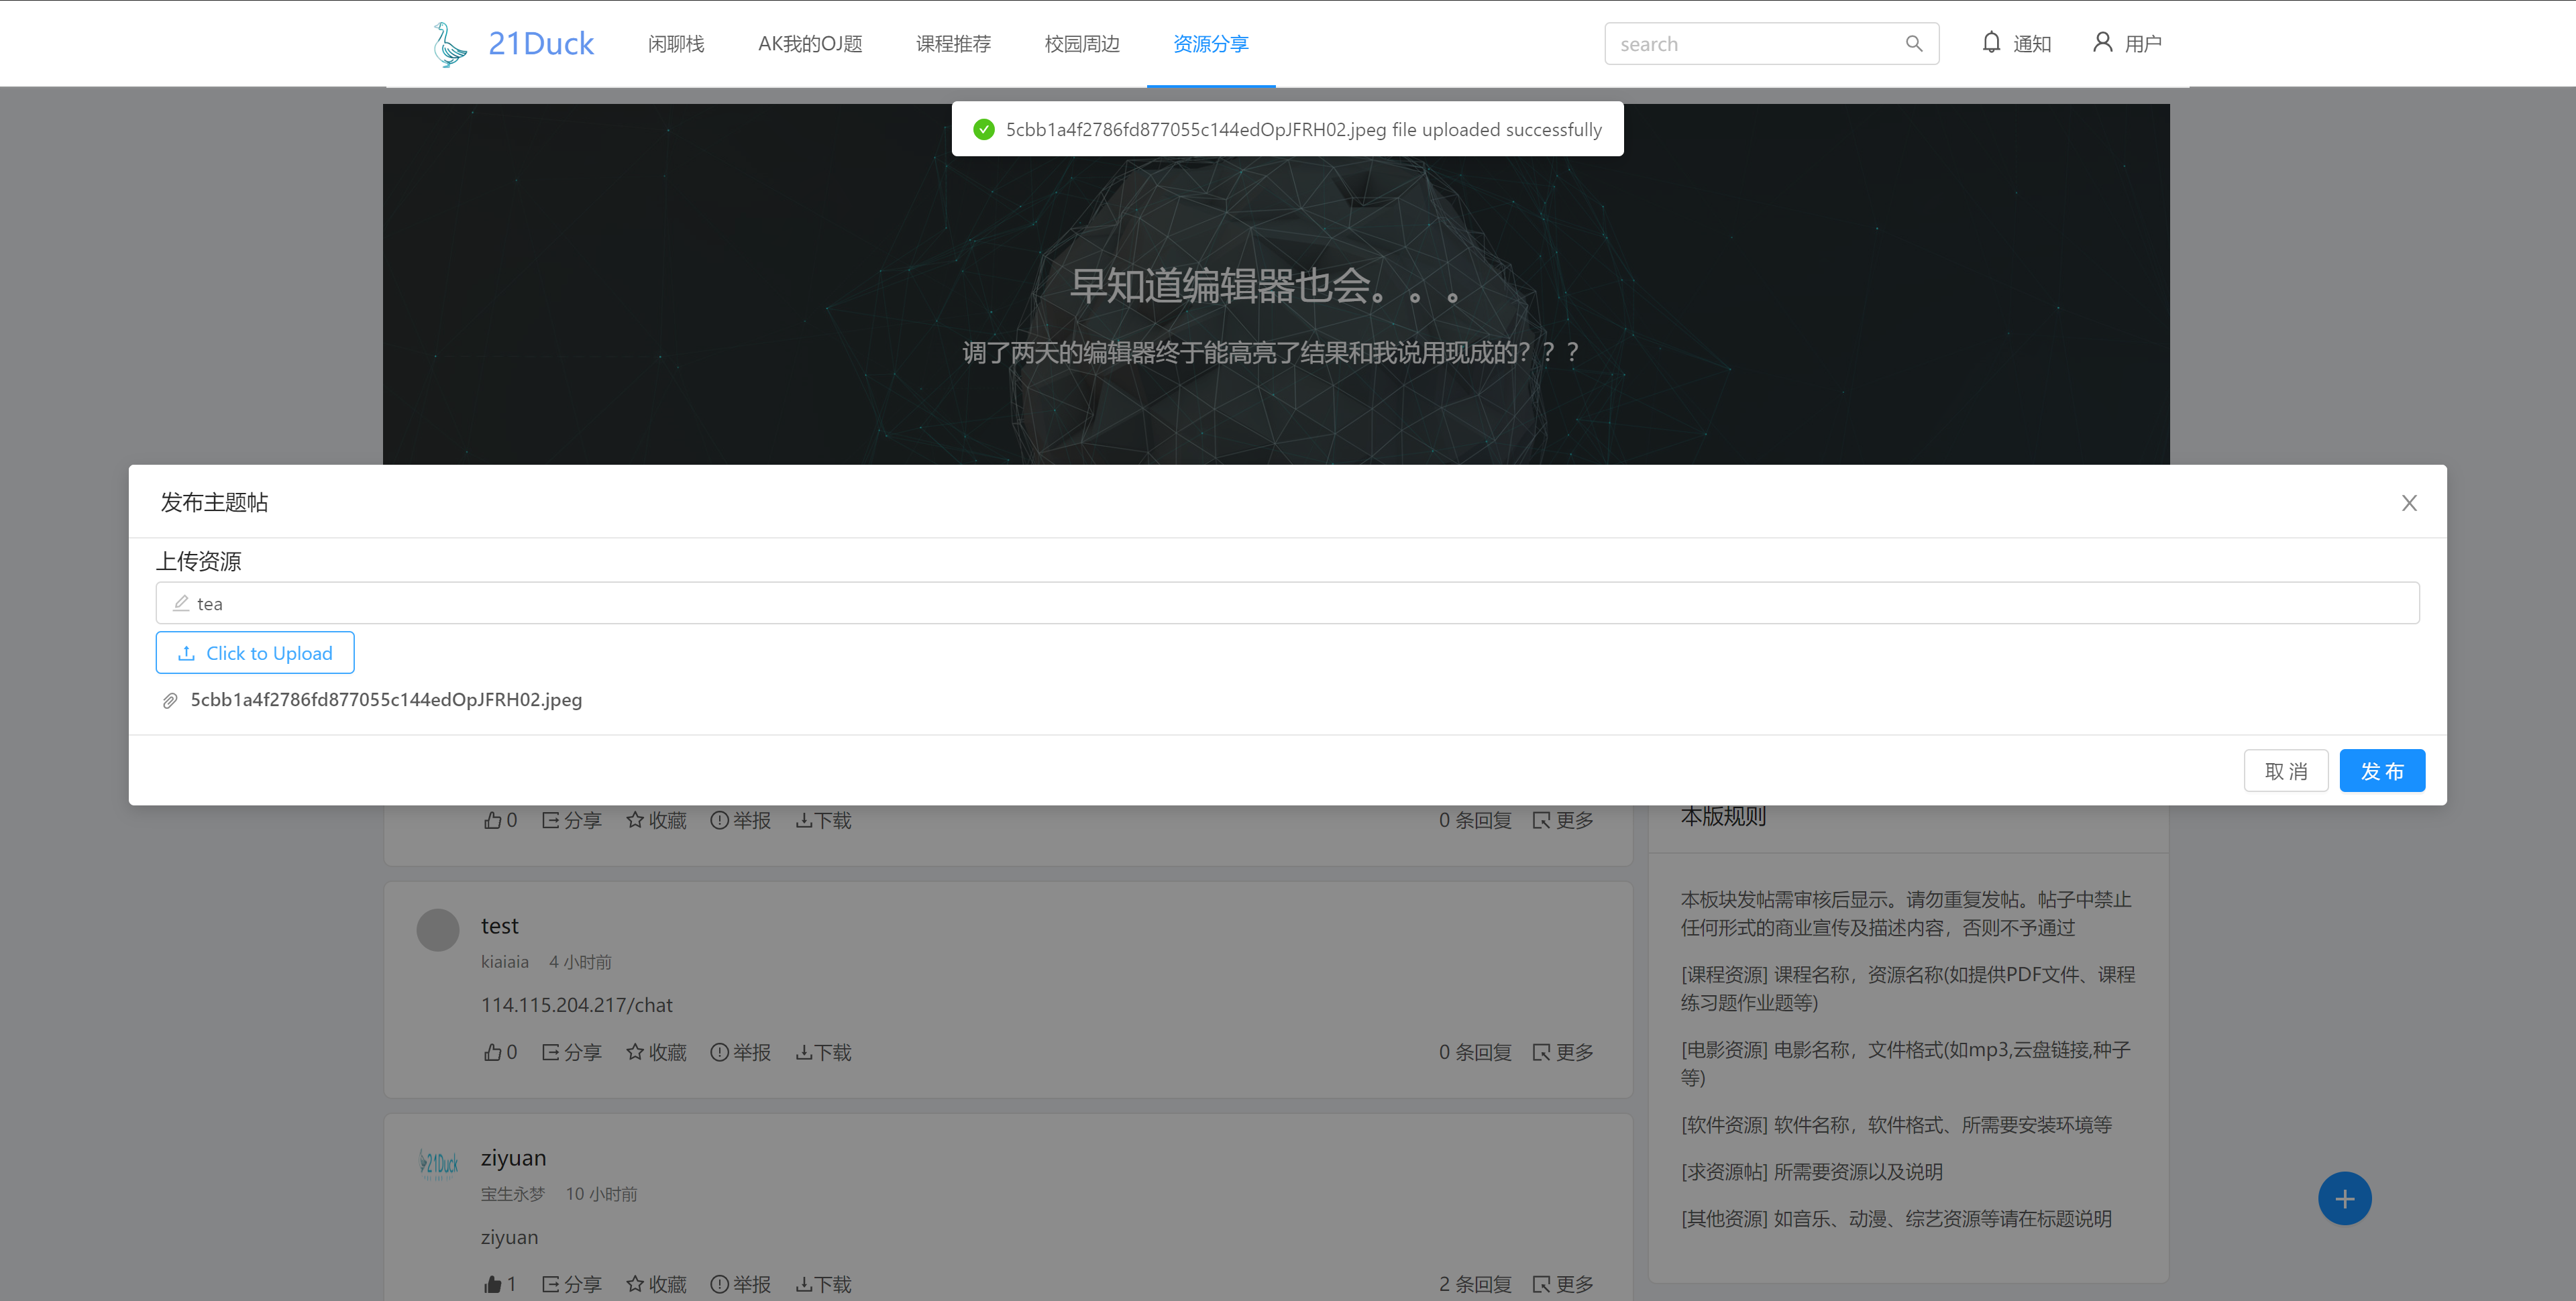 21Duck 闲聊栈 AK我的OJ题 课程推荐 校园周边 资源分享 search 通知 用户
5cbb1a4f2786fd877055c144edOpJFRH02.jpeg file uploaded successfully
早知道编辑器也会。。。
调了两天的编辑器终于能高亮了结果和我说用现成的？？？
发布主题帖
上传资源
tea
Click to Upload
5cbb1a4f2786fd877055c144edOpJFRH02.jpeg
取 消 发 布
0 分享 收藏 举报 下载 0 条回复 更多
test
kiaiaia 4 小时前
114.115.204.217/chat
0 分享 收藏 举报 下载 0 条回复 更多
21Duck
ziyuan
宝生永梦 10 小时前
ziyuan
1 分享 收藏 举报 下载 2 条回复 更多
本版规则
本板块发帖需审核后显示。请勿重复发帖。帖子中禁止
任何形式的商业宣传及描述内容，否则不予通过
[课程资源] 课程名称，资源名称(如提供PDF文件、课程
练习题作业题等)
[电影资源] 电影名称，文件格式(如mp3,云盘链接,种子
等)
[软件资源] 软件名称，软件格式、所需要安装环境等
[求资源帖] 所需要资源以及说明
[其他资源] 如音乐、动漫、综艺资源等请在标题说明